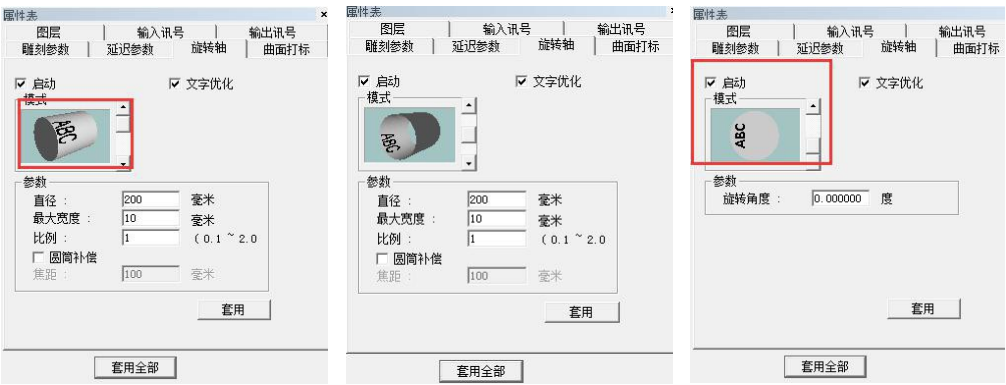 属性表
图层 输入讯号 输出讯号
雕刻参数 延迟参数 旋转轴 曲面打标
启动 文字优化
模式
ABC
参数
直径 : 200 毫米
最大宽度 : 10 毫米
比例 : 1 (0.1 ~ 2.0
圆筒补偿
焦距 : 100 毫米
套用
套用全部
属性表
图层 输入讯号 输出讯号
雕刻参数 延迟参数 旋转轴 曲面打标
启动 文字优化
模式
ABC
参数
直径 : 200 毫米
最大宽度 : 10 毫米
比例 : 1 (0.1 ~ 2.0
圆筒补偿
焦距 : 100 毫米
套用
套用全部
属性表
图层 输入讯号 输出讯号
雕刻参数 延迟参数 旋转轴 曲面打标
启动 文字优化
模式
ABC
参数
旋转角度 : 0.000000 度
套用
套用全部